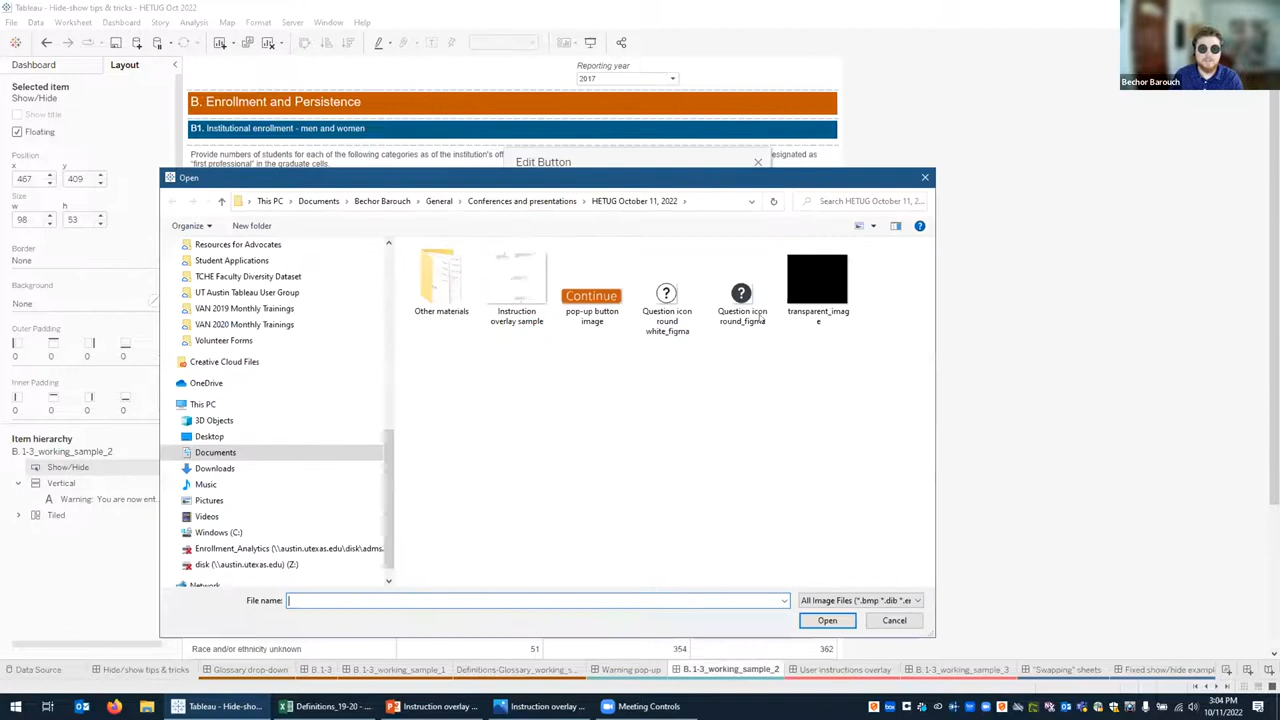 Tableau - Hide-show tips & tricks - HETUG Oct 2022
File Data Worksheet Dashboard Story Analysis Map Format Server Window Help
Bechor Barouch
Dashboard Layout
Selected item
Show/Hide
Show title
Floating
Position
x y
467 409
Size
w h
98 53
Border
None
Background
None
Outer Padding
Inner Padding
Item hierarchy
B. 1-3_working_sample_2
Show/Hide
Vertical
Warning: You are now ent...
Tiled
Reporting year
2017
B. Enrollment and Persistence
B1. Institutional enrollment - men and women
Provide numbers of students for each of the following categories as of the institution's off
esignated as
"first professional" in the graduate cells.
Edit Button
Open
This PC > Documents > Bechor Barouch > General > Conferences and presentations > HETUG October 11, 2022 >
Search HETUG October 11, 2...
Organize New folder
Resources for Advocates
Student Applications
TCHE Faculty Diversity Dataset
UT Austin Tableau User Group
VAN 2019 Monthly Trainings
VAN 2020 Monthly Trainings
Volunteer Forms
Creative Cloud Files
OneDrive
This PC
3D Objects
Desktop
Documents
Downloads
Music
Pictures
Videos
Windows (C:)
Enrollment_Analytics (\\austin.utexas.edu\disk\adms.
disk (\\austin.utexas.edu) (Z:)
Network
Other materials
Instruction
overlay sample
Continue
pop-up button
image
?
Question icon
round
white_figma
?
Question icon
round_figma
transparent_imag
e
File name:
All Image Files (*.bmp *.dib *.er
Open Cancel
Race and/or ethnicity unknown 51 354 362
Data Source Hide/show tips & tricks Glossary drop-down B. 1-3 B. 1-3_working_sample_1 Definitions-Glossary_working_s... Warning pop-up B. 1-3_working_sample_2 User instructions overlay B. 1-3_working_sample_3 "Swapping" sheets Fixed show/hide exampl
Tableau - Hide-sho... Definitions_19-20 - ... Instruction overlay ... Instruction overlay ... Meeting Controls
3:04 PM
10/11/2022